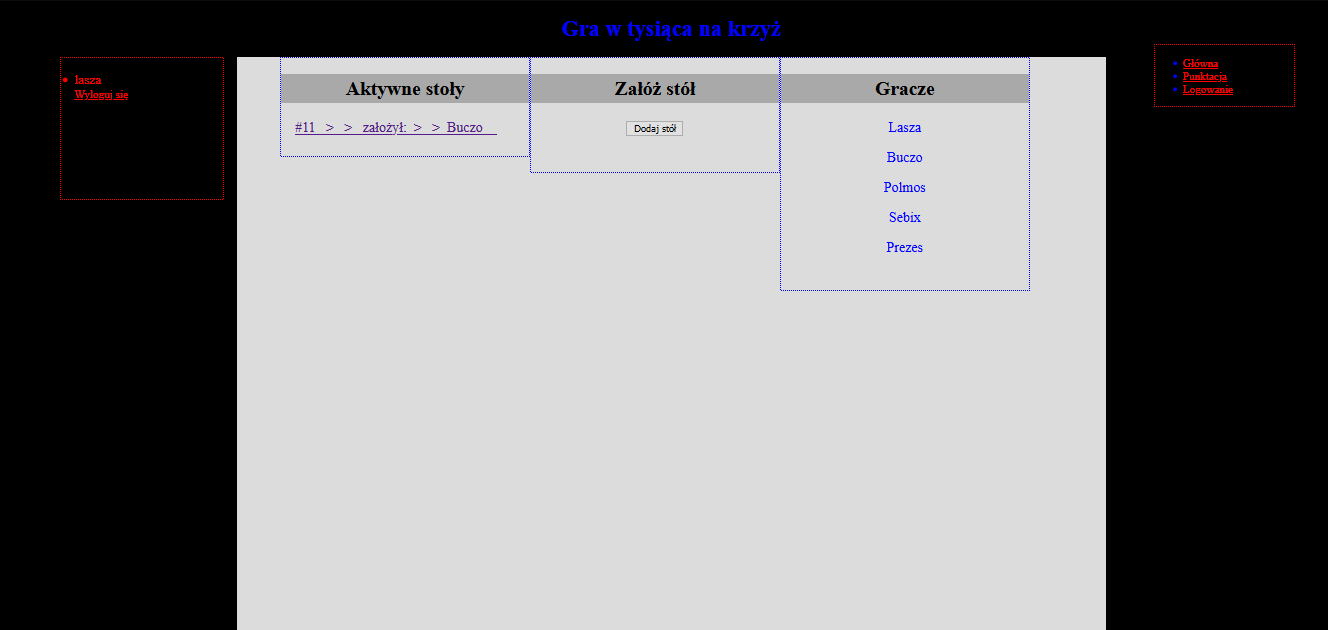 Gra w tysiąca na krzyż
lasza
Wyloguj się
Aktywne stoły
#11 > > założył: > > Buczo
Załóż stół
Dodaj stół
Gracze
Lasza
Buczo
Polmos
Sebix
Prezes
Główna
Punktacja
Logowanie